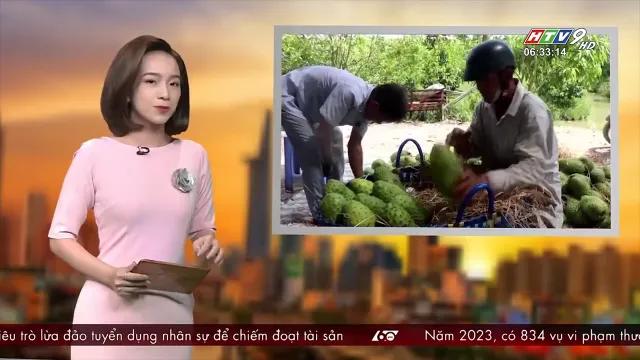 HTV9 HD
06:33:14
iêu trò lừa đảo tuyển dụng nhân sự để chiếm đoạt tài sản 60 Năm 2023, có 834 vụ vi phạm thư